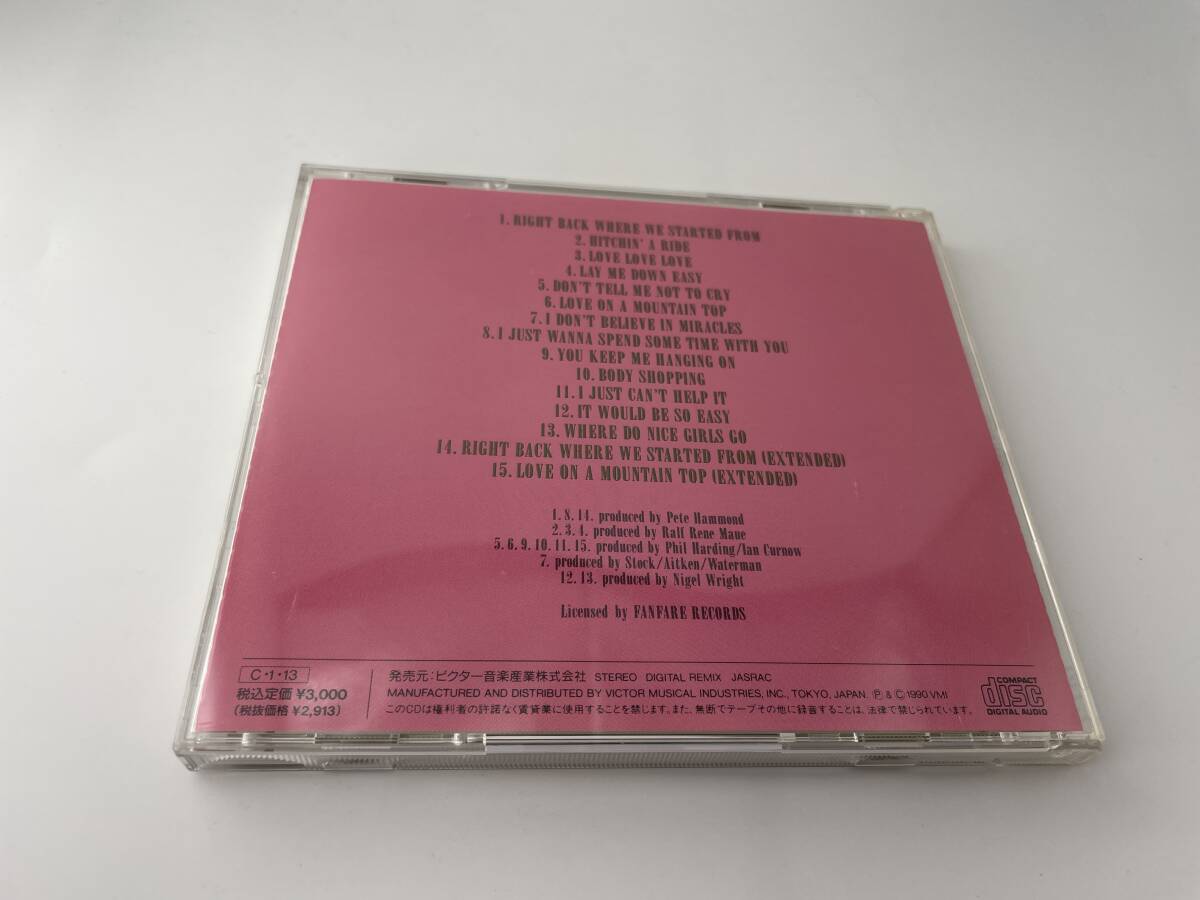 1. RIGHT BACK WHERE WE STARTED FROM
2. HITCHIN' A RIDE
3. LOVE LOVE LOVE
4. LAY ME DOWN EASY
5. DON'T TELL ME NOT TO CRY
6. LOVE ON A MOUNTAIN TOP
7. I DON'T BELIEVE IN MIRACLES
8. I JUST WANNA SPEND SOME TIME WITH YOU
9. YOU KEEP ME HANGING ON
10. BODY SHOPPING
11. I JUST CAN'T HELP IT
12. IT WOULD BE SO EASY
13. WHERE DO NICE GIRLS GO
14. RIGHT BACK WHERE WE STARTED FROM (EXTENDED)
15. LOVE ON A MOUNTAIN TOP (EXTENDED)
1. 8. 14. produced by Pete Hammond
2. 3. 4. produced by Ralf Rene Maue
5. 6. 9. 10. 11. 15. produced by Phil Harding/Ian Curnow
7. produced by Stock/Aitken/Waterman
12. 13. produced by Nigel Wright
Licensed by FANFARE RECORDS
C・1・13
税込定価 ¥3,000
(税抜価格 ¥2,913)
発売元:ビクター音楽産業株式会社 STEREO DIGITAL REMIX JASRAC
MANUFACTURED AND DISTRIBUTED BY VICTOR MUSICAL INDUSTRIES, INC., TOKYO, JAPAN. Ⓟ & © 1990 VMI
このCDは権利者の許諾なく賃貸業に使用することを禁じます。また、無断でテープその他に録音することは、法律で禁じられています。
COMPACT
disc
DIGITAL AUDIO